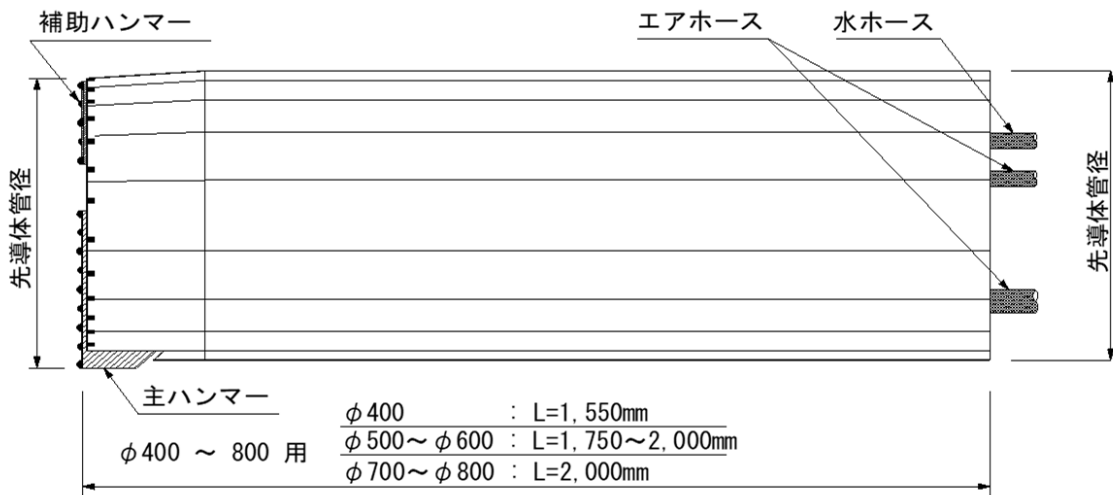 補助ハンマー
エアホース
水ホース
先導体管径
先導体管径
主ハンマー
φ400 ～ 800 用
φ400 : L=1,550mm
φ500～φ600 : L=1,750～2,000mm
φ700～φ800 : L=2,000mm